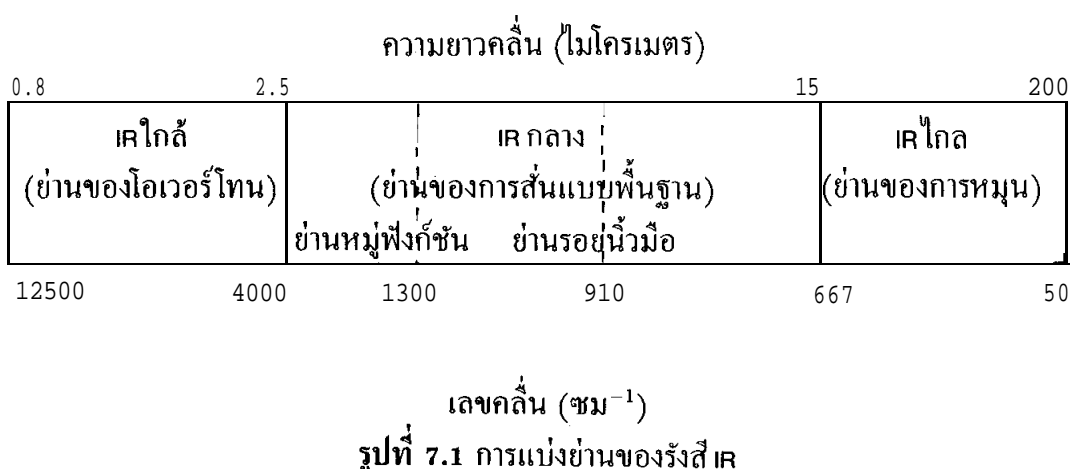 ความยาวคลื่น (ไมโครเมตร)
0.8 2.5 15 200
IR ใกล้ IR กลาง IR ไกล
(ย่านของโอเวอร์โทน) (ย่านของการสั่นแบบพื้นฐาน) (ย่านของการหมุน)
ย่านหมู่ฟังก์ชัน ย่านรอยนิ้วมือ
12500 4000 1300 910 667 50
เลขคลื่น (ซม⁻¹)
รูปที่ 7.1 การแบ่งย่านของรังสี IR